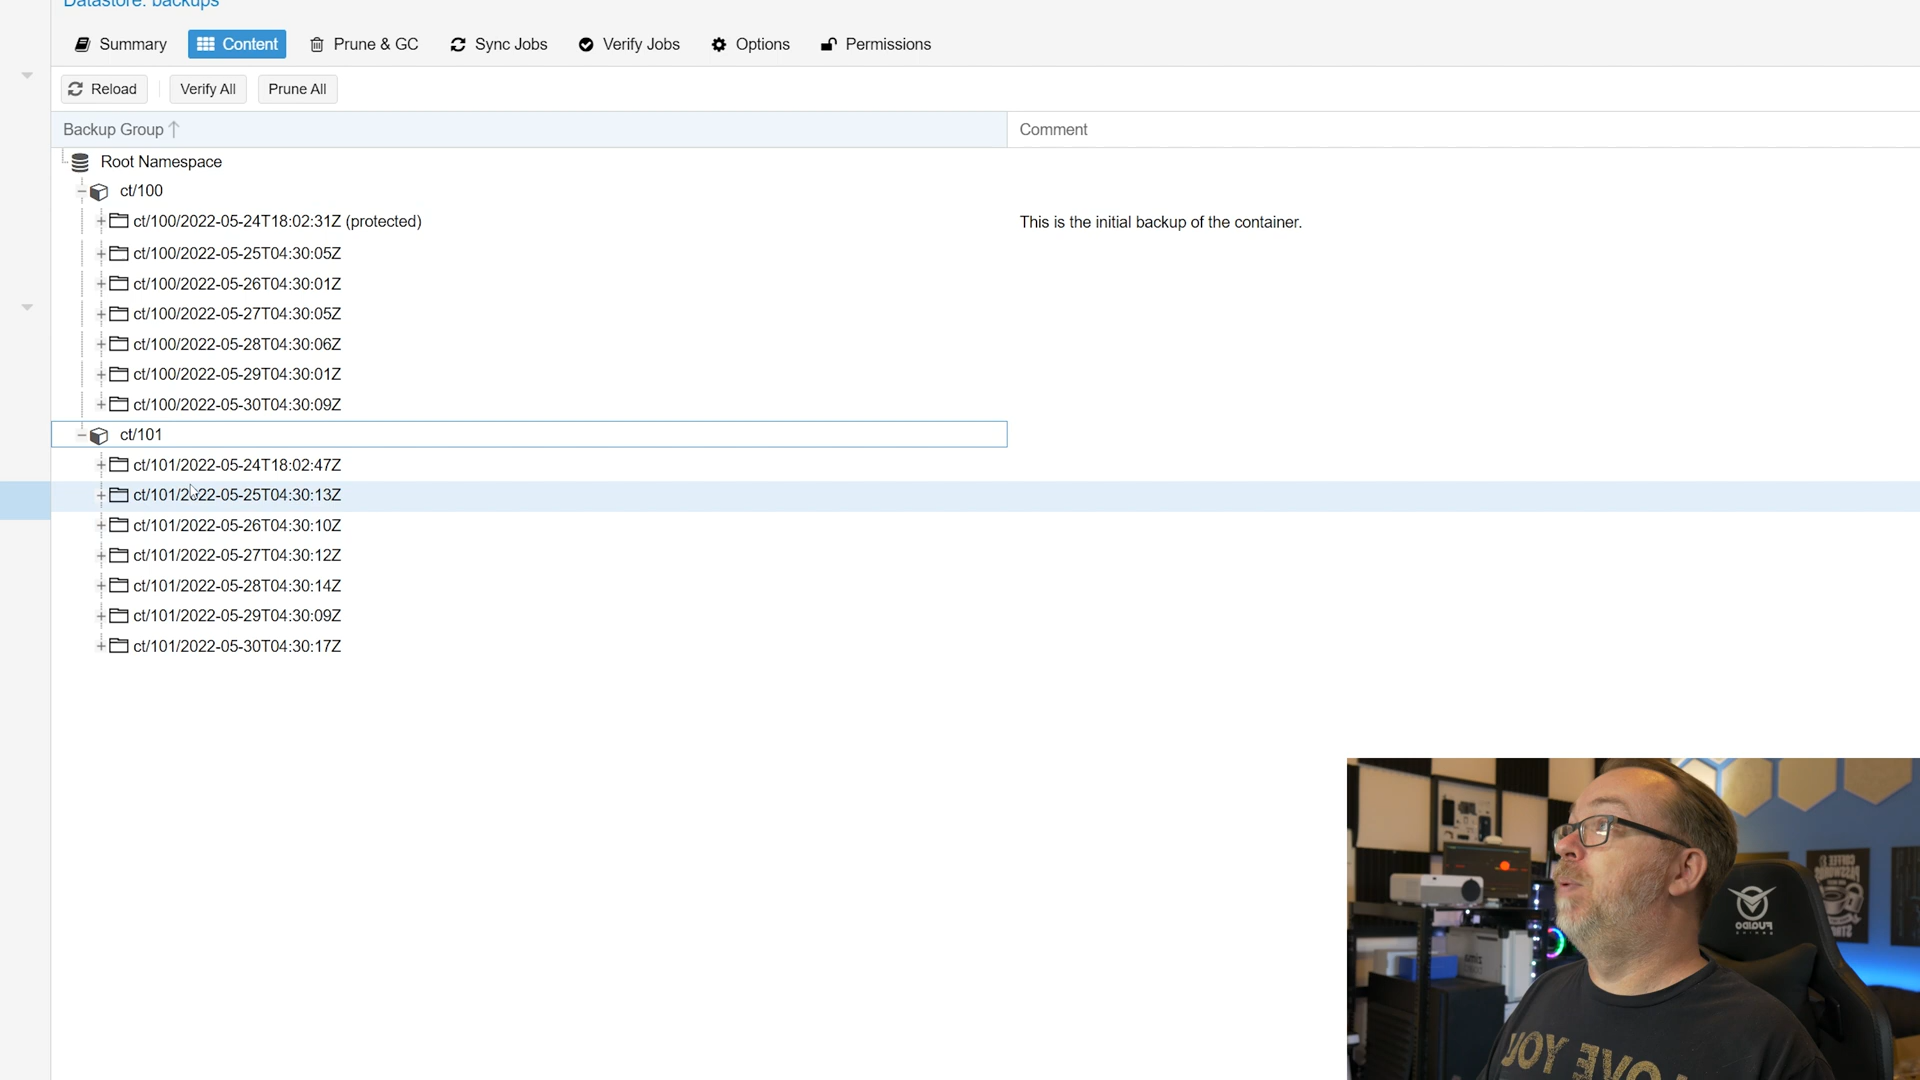 Datastore: backups
Summary Content Prune & GC Sync Jobs Verify Jobs Options Permissions
Reload Verify All Prune All
Backup Group Comment
Root Namespace
ct/100
ct/100/2022-05-24T18:02:31Z (protected) This is the initial backup of the container.
ct/100/2022-05-25T04:30:05Z
ct/100/2022-05-26T04:30:01Z
ct/100/2022-05-27T04:30:05Z
ct/100/2022-05-28T04:30:06Z
ct/100/2022-05-29T04:30:01Z
ct/100/2022-05-30T04:30:09Z
ct/101
ct/101/2022-05-24T18:02:47Z
ct/101/2022-05-25T04:30:13Z
ct/101/2022-05-26T04:30:10Z
ct/101/2022-05-27T04:30:12Z
ct/101/2022-05-28T04:30:14Z
ct/101/2022-05-29T04:30:09Z
ct/101/2022-05-30T04:30:17Z
COFFEE
PASSWORDS
FUQIDO
LOVE YOU